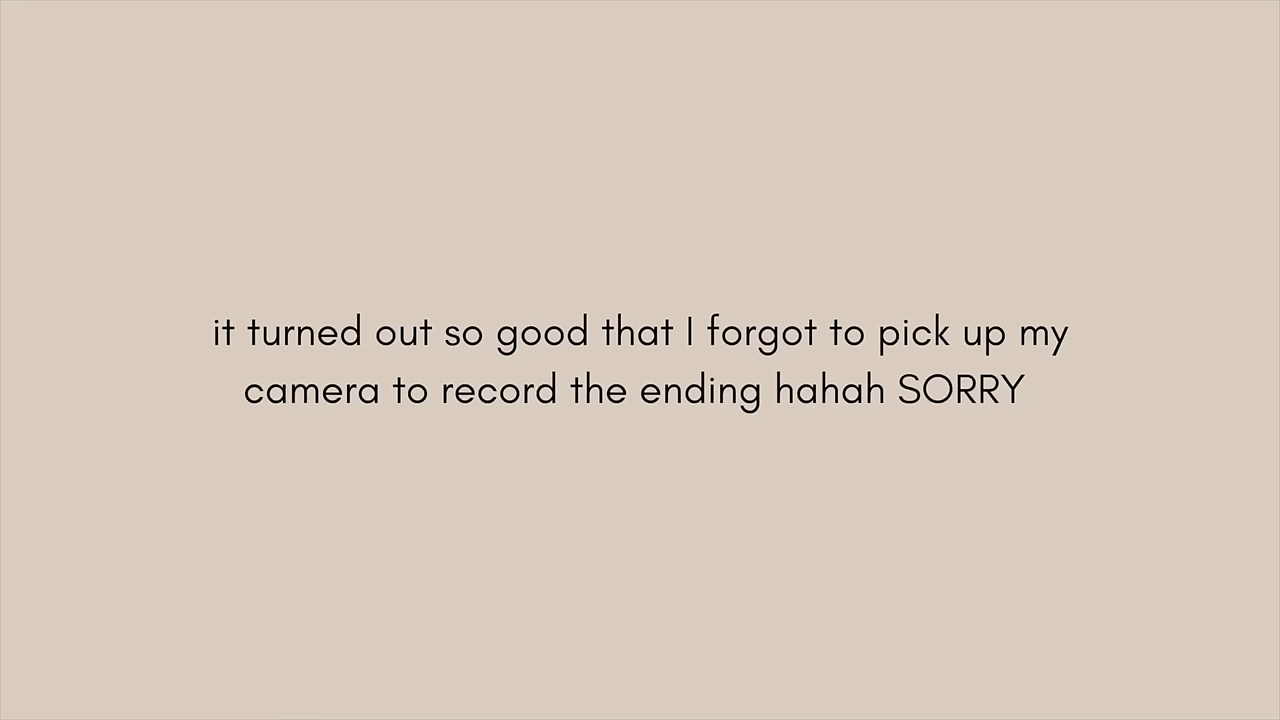 it turned out so good that I forgot to pick up my
camera to record the ending hahah SORRY